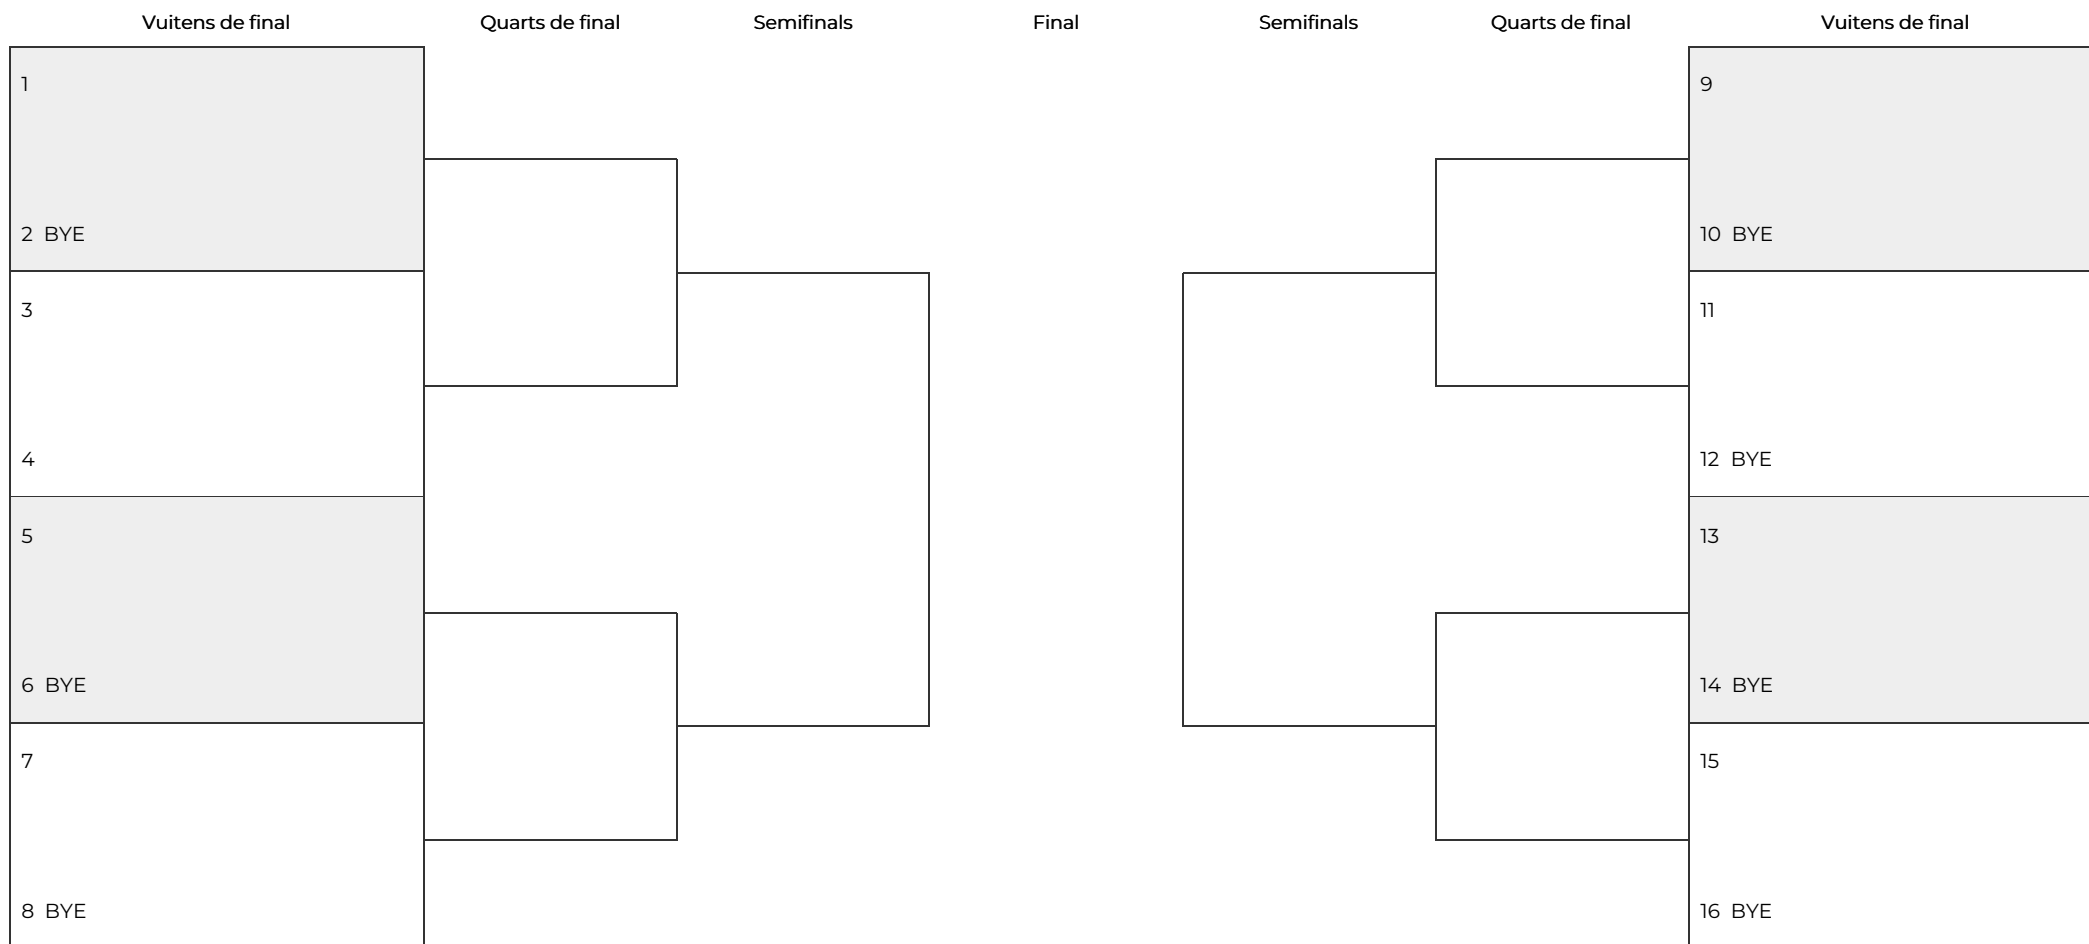 Vuitens de final Quarts de final Semifinals Final Semifinals Quarts de final Vuitens de final
1
2 BYE
3
4
5
6 BYE
7
8 BYE
9
10 BYE
11
12 BYE
13
14 BYE
15
16 BYE